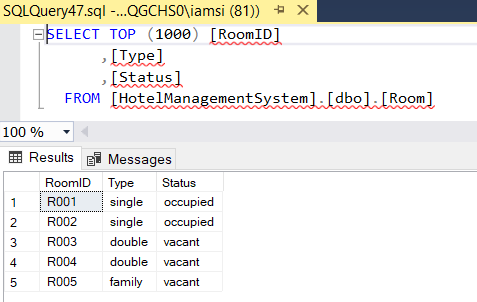 SQLQuery47.sql -...QGCHS0\iamsi (81))
SELECT TOP (1000) [RoomID]
,[Type]
,[Status]
FROM [HotelManagementSystem].[dbo].[Room]
100 %
Results Messages
RoomID Type Status
1 R001 single occupied
2 R002 single occupied
3 R003 double vacant
4 R004 double vacant
5 R005 family vacant